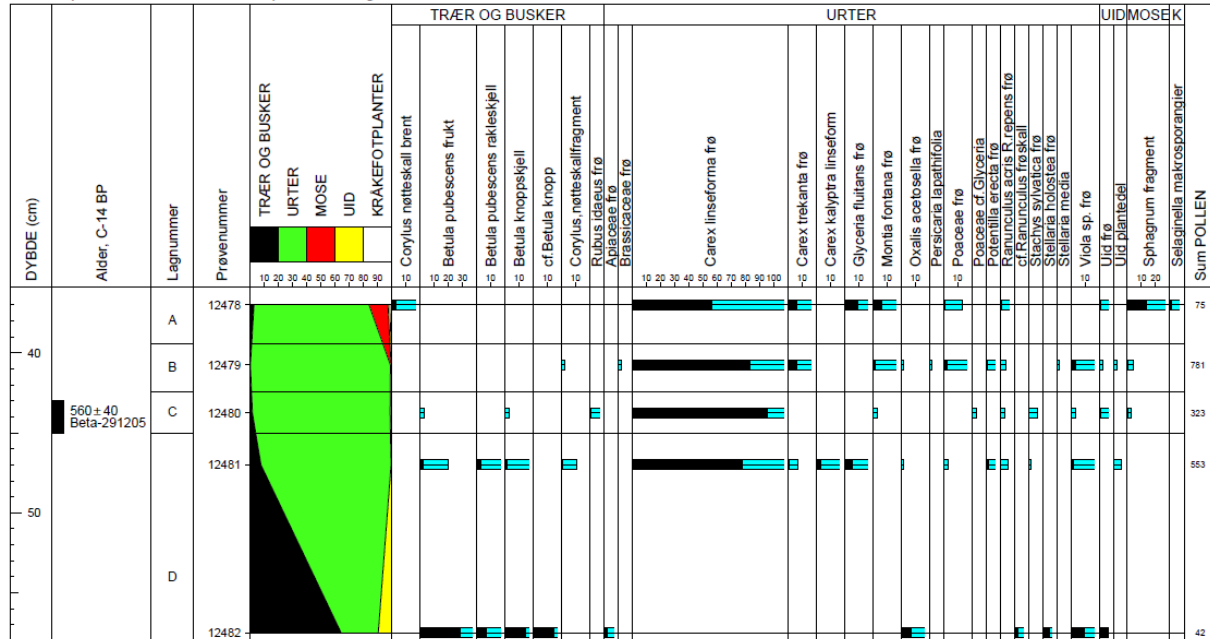 TRÆR OG BUSKER
URTER
UID
MOSE
K
DYBDE (cm)
Alder, C-14 BP
Lagnummer
Prøvenummer
TRÆR OG BUSKER
URTER
MOSE
UID
KRÅKEFOTPLANTER
Corylus nøtteskall brent
Betula pubescens frukt
Betula pubescens rakleskjell
Betula knoppskjell
cf.Betula knopp
Corylus,nøtteskallfragment
Rubus idaeus frø
Apiaceae frø
Brassicaceae frø
Carex linseforma frø
Carex trekanta frø
Carex kalyptra linseform
Glyceria fluitans frø
Montia fontana frø
Oxalis acetosella frø
Persicaria lapathifolia
Poaceae frø
Poaceae cf.Glyceria
Potentilla erecta frø
Ranunculus acris R.repens frø
cf.Ranunculus frøskall
Stachys sylvatica frø
Stellaria holostea frø
Stellaria media
Viola sp. frø
Uid frø
Uid plantedel
Sphagnum fragment
Selaginella makrosporangier
Sum POLLEN
10 20 30 40 50 60 70 80 90
10
10 20 30
10
10
10
10
10 20 30 40 50 60 70 80 90 100
10
10
10
10
10
10
10
10 20
10
12478
75
A
40
B
12479
781
560±40
Beta-291205
C
12480
323
12481
553
50
D
12482
42